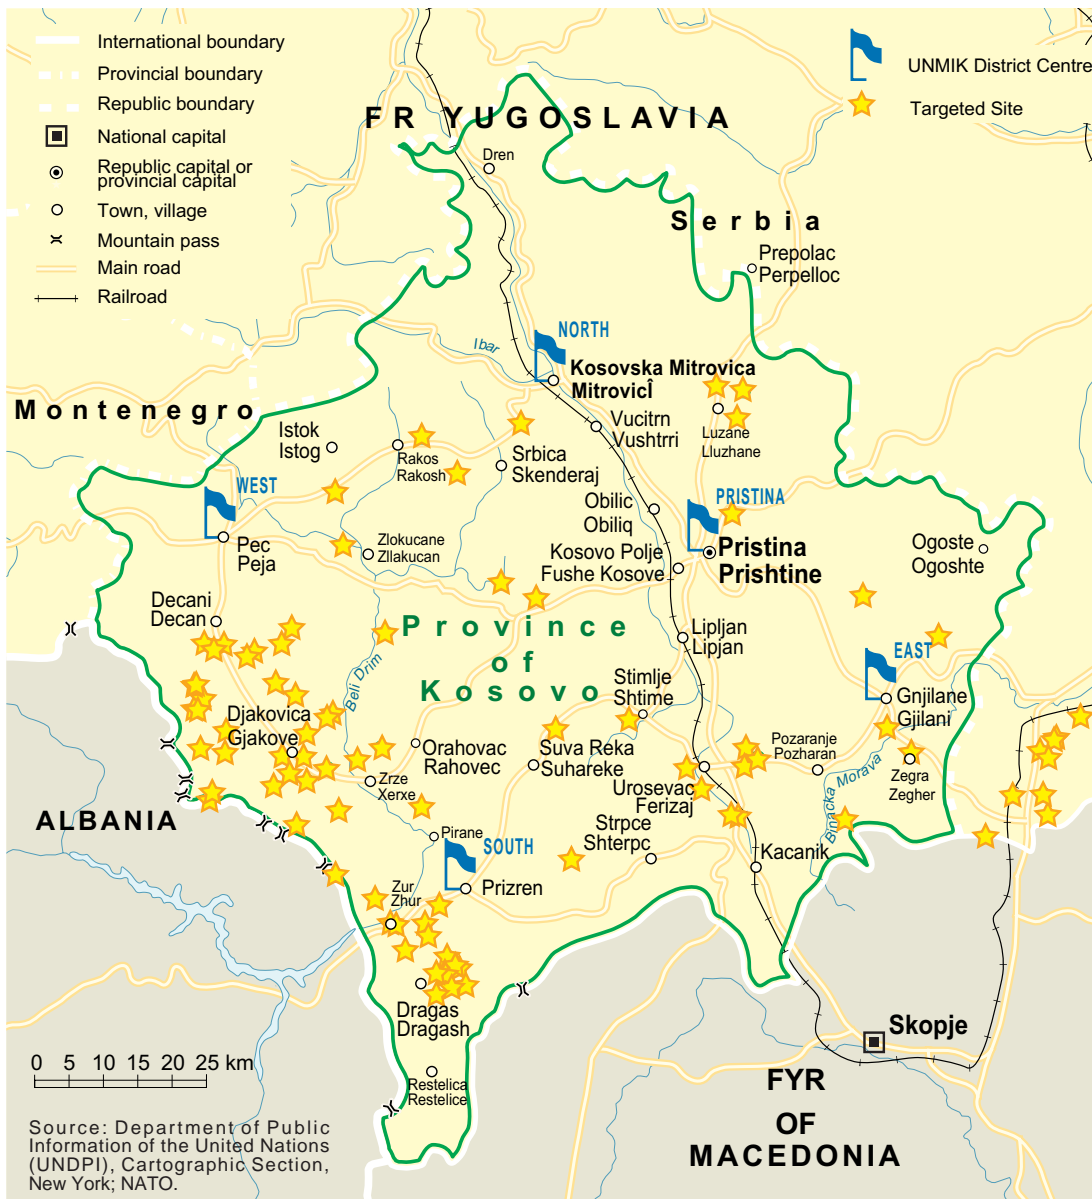 International boundary
Provincial boundary
Republic boundary
National capital
Republic capital or
provincial capital
Town, village
Mountain pass
Main road
Railroad
UNMIK District Centre
Targeted Site
FR YUGOSLAVIA
Dren
Serbia
Prepolac
Perpelloc
Ibar
NORTH
Kosovska Mitrovica
MitrovicÎ
Montenegro
Istok
Istog
Rakos
Rakosh
Srbica
Skenderaj
Vucitrn
Vushtrri
Luzane
Lluzhane
WEST
Pec
Peja
Zlokucane
Zllakucan
Obilic
Obiliq
PRISTINA
Pristina
Prishtine
Kosovo Polje
Fushe Kosove
Ogoste
Ogoshte
Decani
Decan
Province
of
Kosovo
Beli Drim
Lipljan
Lipjan
EAST
Gnjilane
Gjilani
Stimlje
Shtime
Djakovica
Gjakove
Orahovac
Rahovec
Suva Reka
Suhareke
Pozaranje
Pozharan
Zegra
Zegher
Zrze
Xerxe
Urosevac
Ferizaj
Binacka Morava
ALBANIA
Pirane
SOUTH
Prizren
Strpce
Shterpc
Kacanik
Zur
Zhur
Dragas
Dragash
Skopje
Restelica
Restelice
FYR
OF
MACEDONIA
0 5 10 15 20 25 km
Source: Department of Public
Information of the United Nations
(UNDPI), Cartographic Section,
New York; NATO.